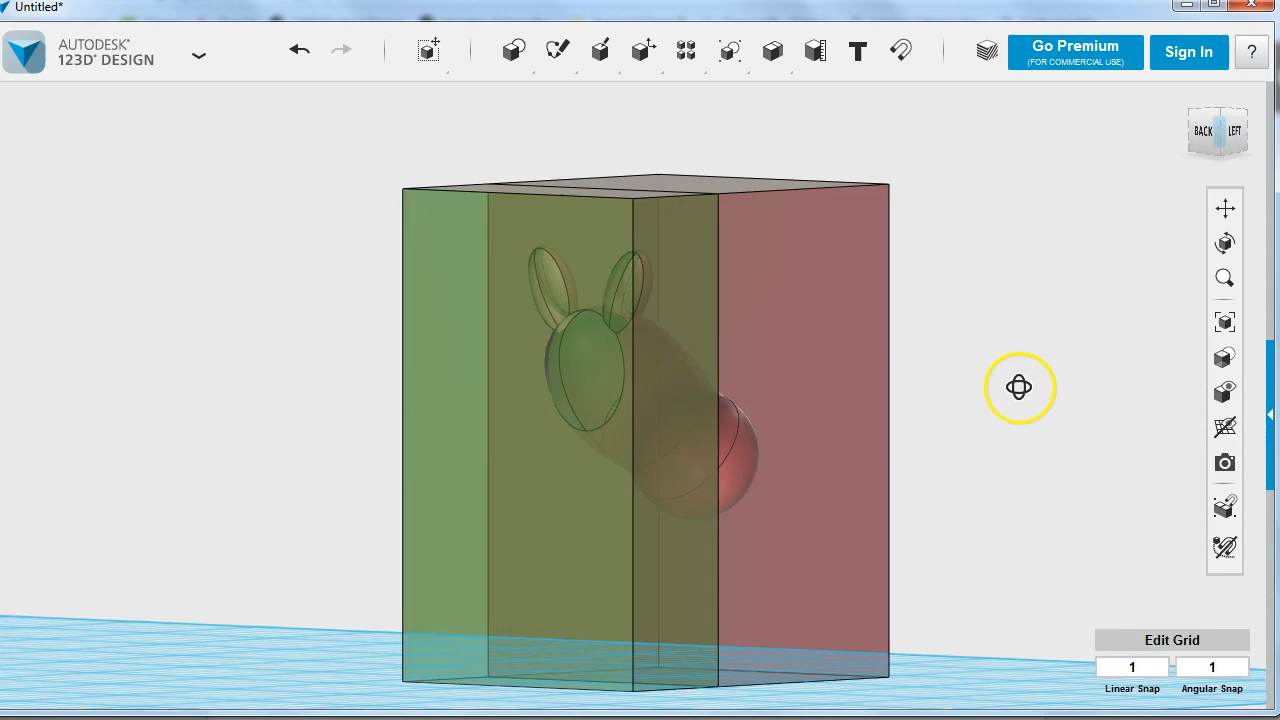 Untitled*
AUTODESK®
123D® DESIGN
T
Go Premium
(FOR COMMERCIAL USE)
Sign In
?
BACK
LEFT
Edit Grid
1
1
Linear Snap
Angular Snap